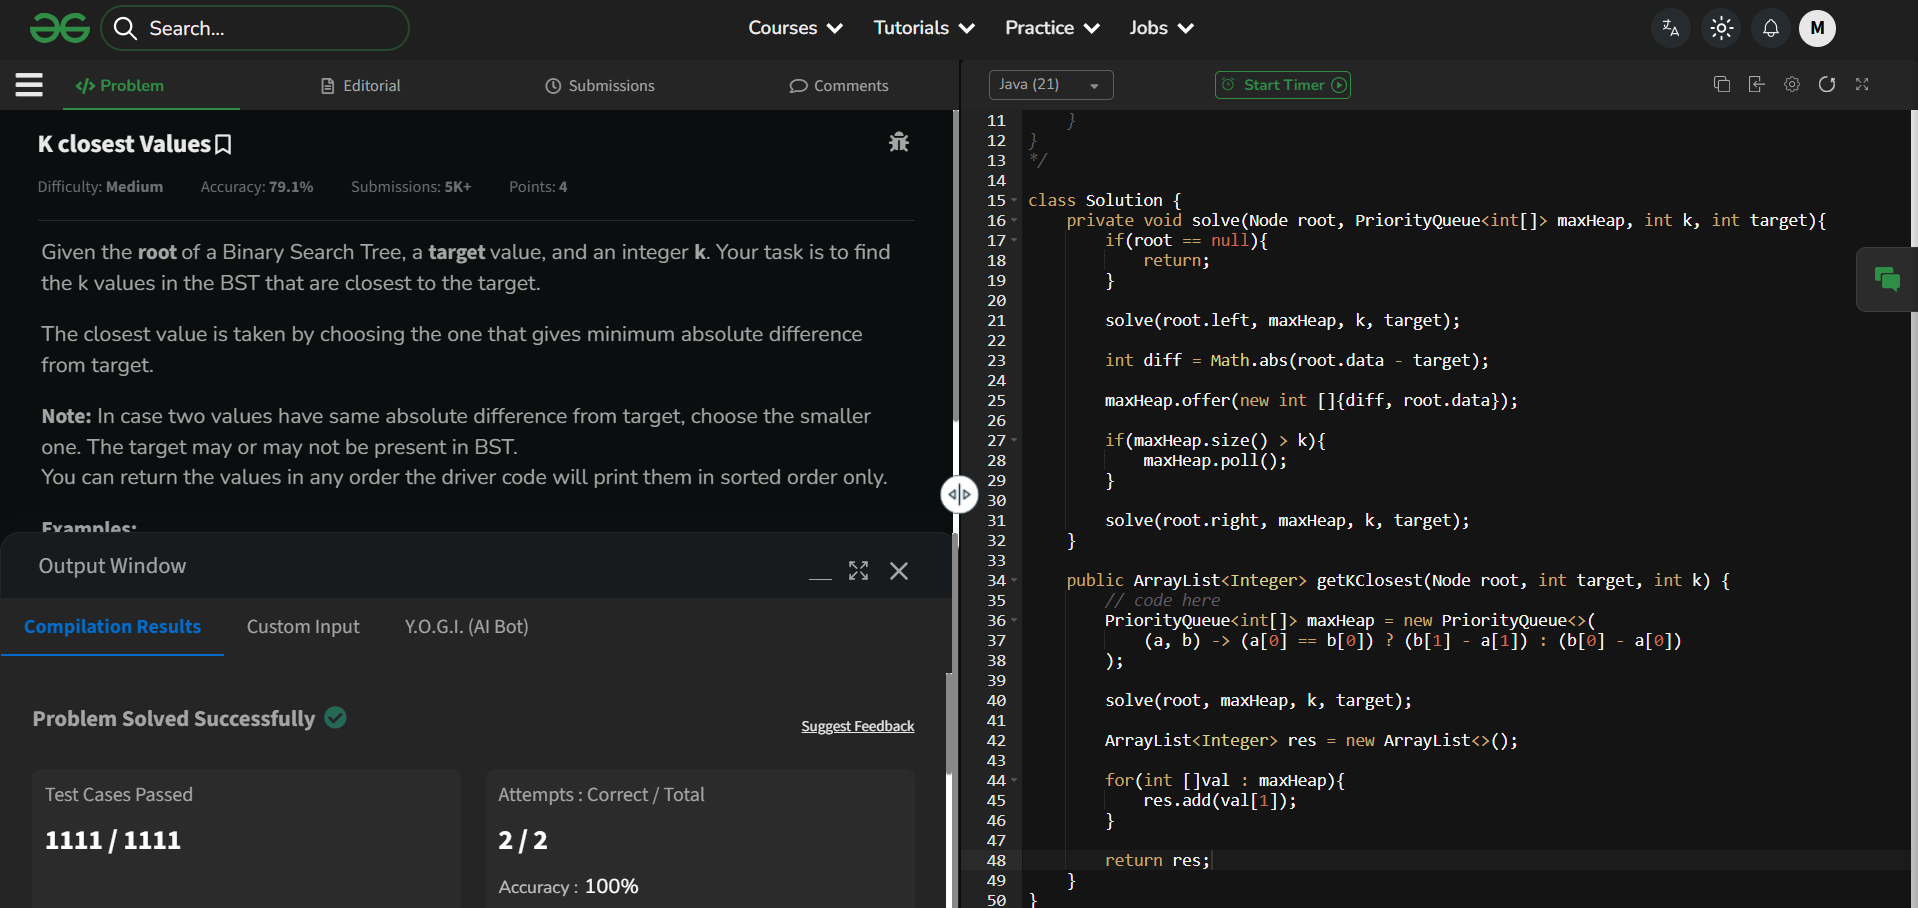 Search...
Courses
Tutorials
Practice
Jobs
M
Problem
Editorial
Submissions
Comments
Java (21)
Start Timer
K closest Values
Difficulty: Medium Accuracy: 79.1% Submissions: 5K+ Points: 4
Given the root of a Binary Search Tree, a target value, and an integer k. Your task is to find
the k values in the BST that are closest to the target.
The closest value is taken by choosing the one that gives minimum absolute difference
from target.
Note: In case two values have same absolute difference from target, choose the smaller
one. The target may or may not be present in BST.
You can return the values in any order the driver code will print them in sorted order only.
Examples:
Output Window
Compilation Results
Custom Input
Y.O.G.I. (AI Bot)
Problem Solved Successfully
Suggest Feedback
Test Cases Passed
1111 / 1111
Attempts : Correct / Total
2 / 2
Accuracy : 100%
11     }
12 }
13 */
14
15 class Solution {
16     private void solve(Node root, PriorityQueue<int[]> maxHeap, int k, int target){
17         if(root == null){
18             return;
19         }
20
21         solve(root.left, maxHeap, k, target);
22
23         int diff = Math.abs(root.data - target);
24
25         maxHeap.offer(new int []{diff, root.data});
26
27         if(maxHeap.size() > k){
28             maxHeap.poll();
29         }
30
31         solve(root.right, maxHeap, k, target);
32     }
33
34     public ArrayList<Integer> getKClosest(Node root, int target, int k) {
35         // code here
36         PriorityQueue<int[]> maxHeap = new PriorityQueue<>(
37             (a, b) -> (a[0] == b[0]) ? (b[1] - a[1]) : (b[0] - a[0])
38         );
39
40         solve(root, maxHeap, k, target);
41
42         ArrayList<Integer> res = new ArrayList<>();
43
44         for(int []val : maxHeap){
45             res.add(val[1]);
46         }
47
48         return res;
49     }
50 }